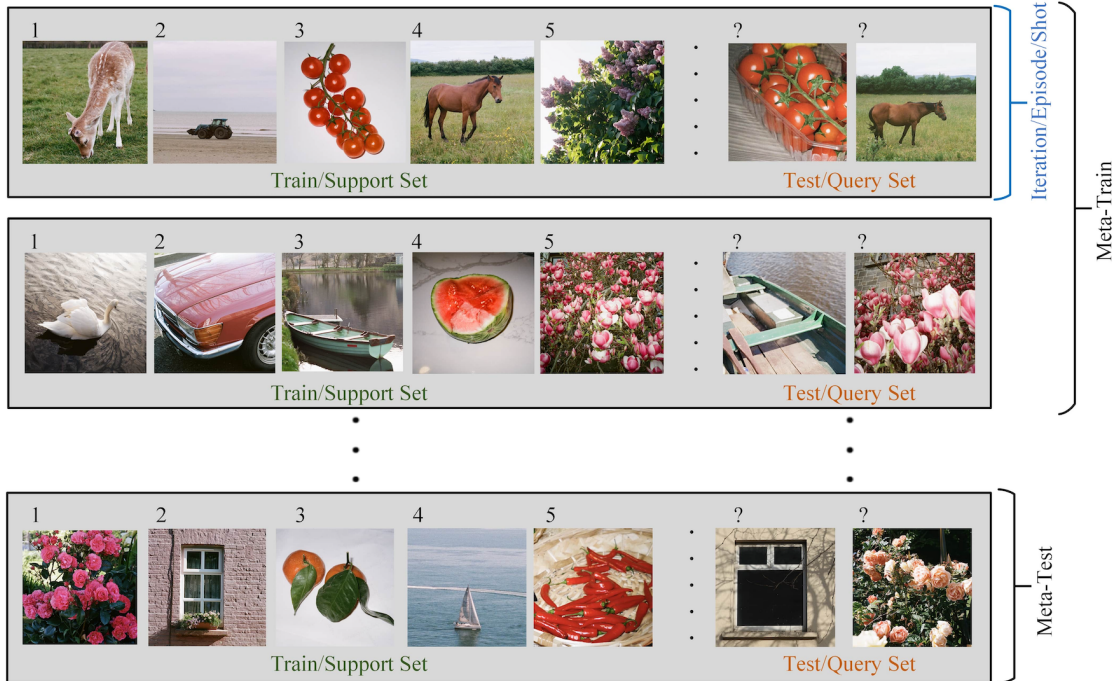 1 2 3 4 5 ? ?
Train/Support Set Test/Query Set
Iteration/Episode/Shot
1 2 3 4 5 ? ?
Train/Support Set Test/Query Set
Meta-Train
1 2 3 4 5 ? ?
Train/Support Set Test/Query Set
Meta-Test